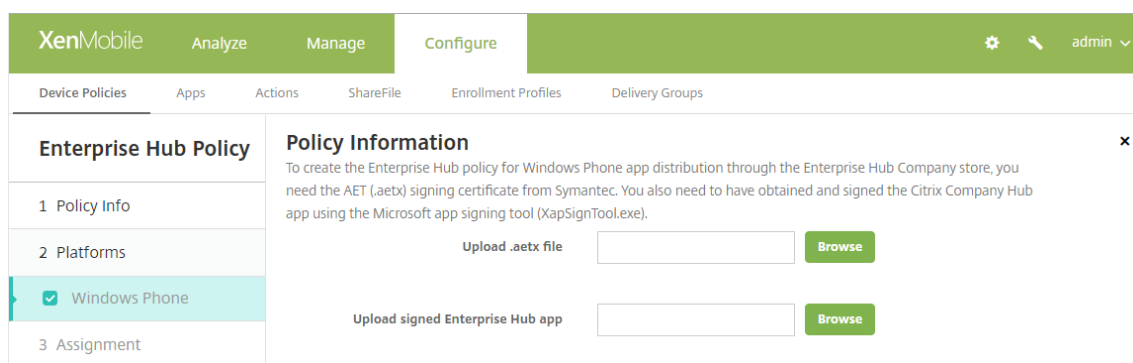 XenMobile Analyze Manage Configure admin
Device Policies Apps Actions ShareFile Enrollment Profiles Delivery Groups
Enterprise Hub Policy
1 Policy Info
2 Platforms
Windows Phone
3 Assignment
Policy Information
To create the Enterprise Hub policy for Windows Phone app distribution through the Enterprise Hub Company store, you
need the AET (.aetx) signing certificate from Symantec. You also need to have obtained and signed the Citrix Company Hub
app using the Microsoft app signing tool (XapSignTool.exe).
Upload .aetx file Browse
Upload signed Enterprise Hub app Browse